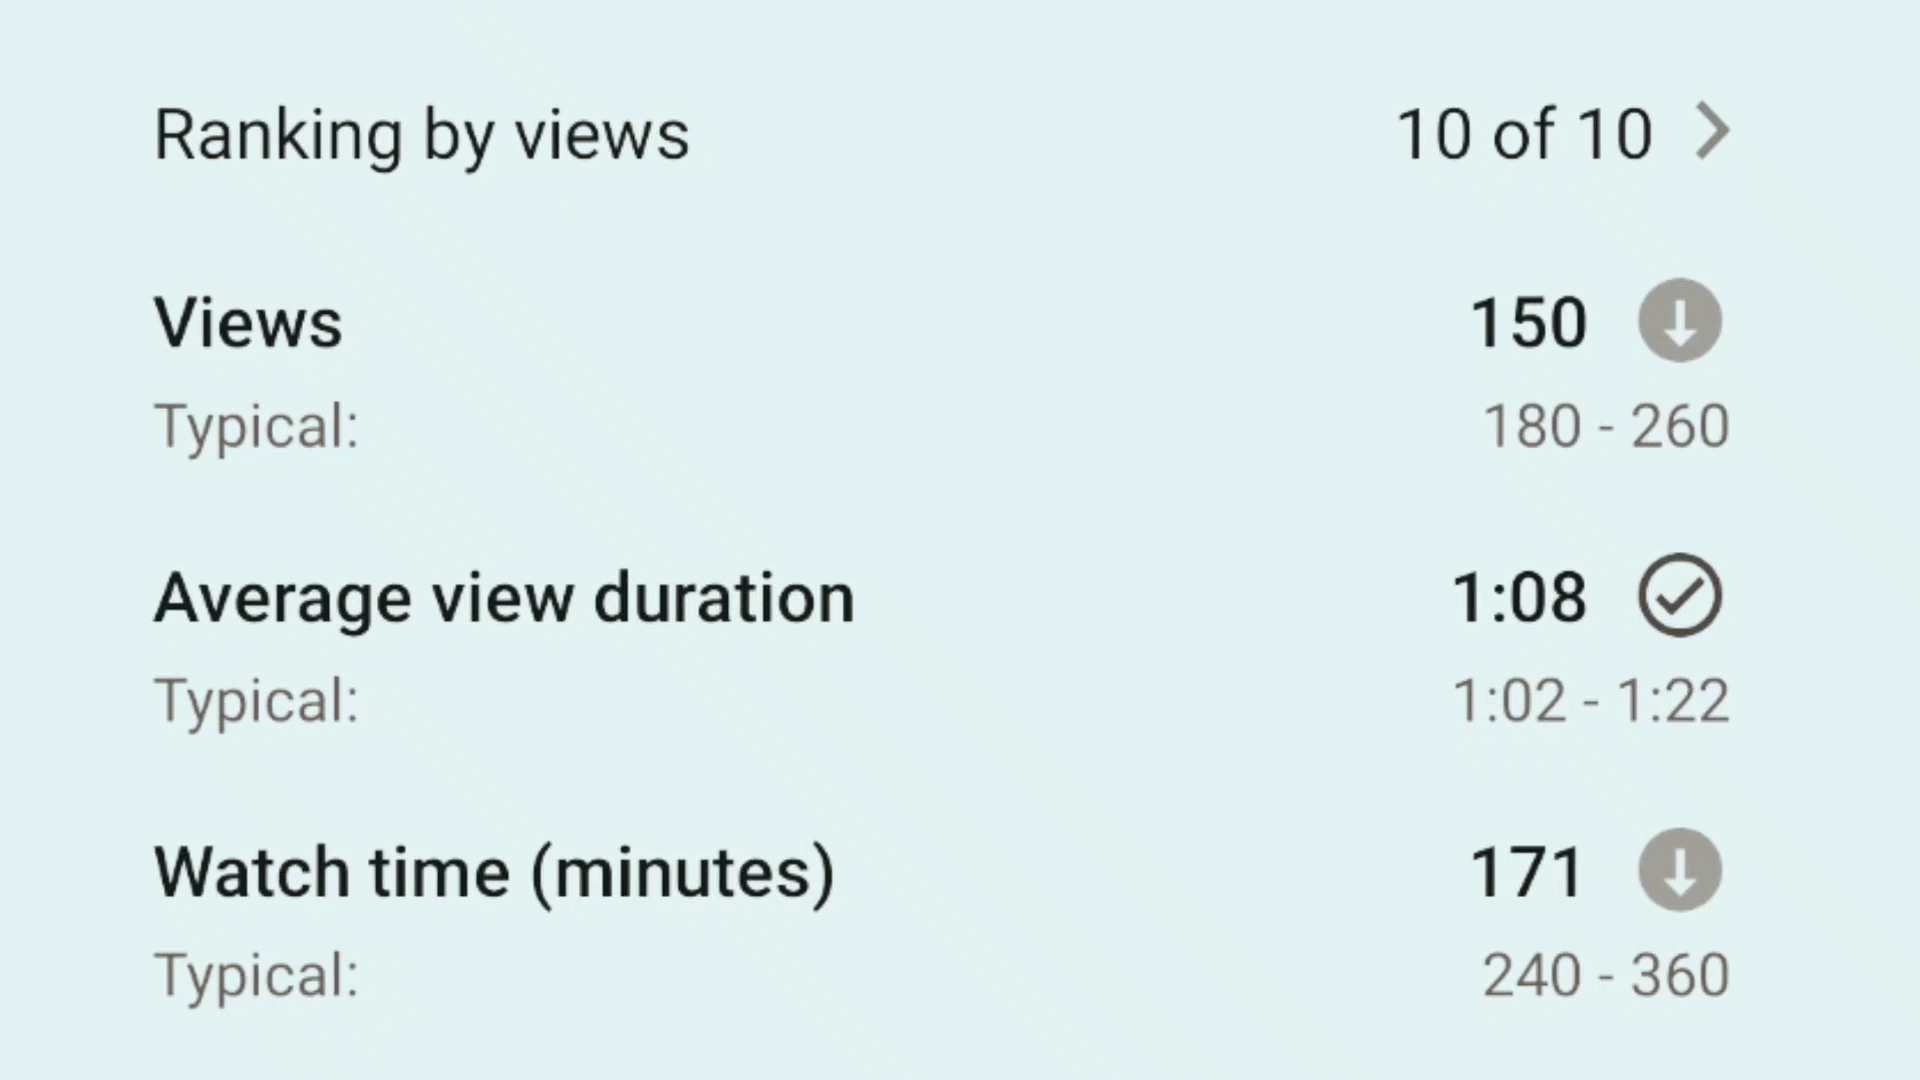 Ranking by views 10 of 10
Views 150
Typical: 180 - 260
Average view duration 1:08
Typical: 1:02 - 1:22
Watch time (minutes) 171
Typical: 240 - 360